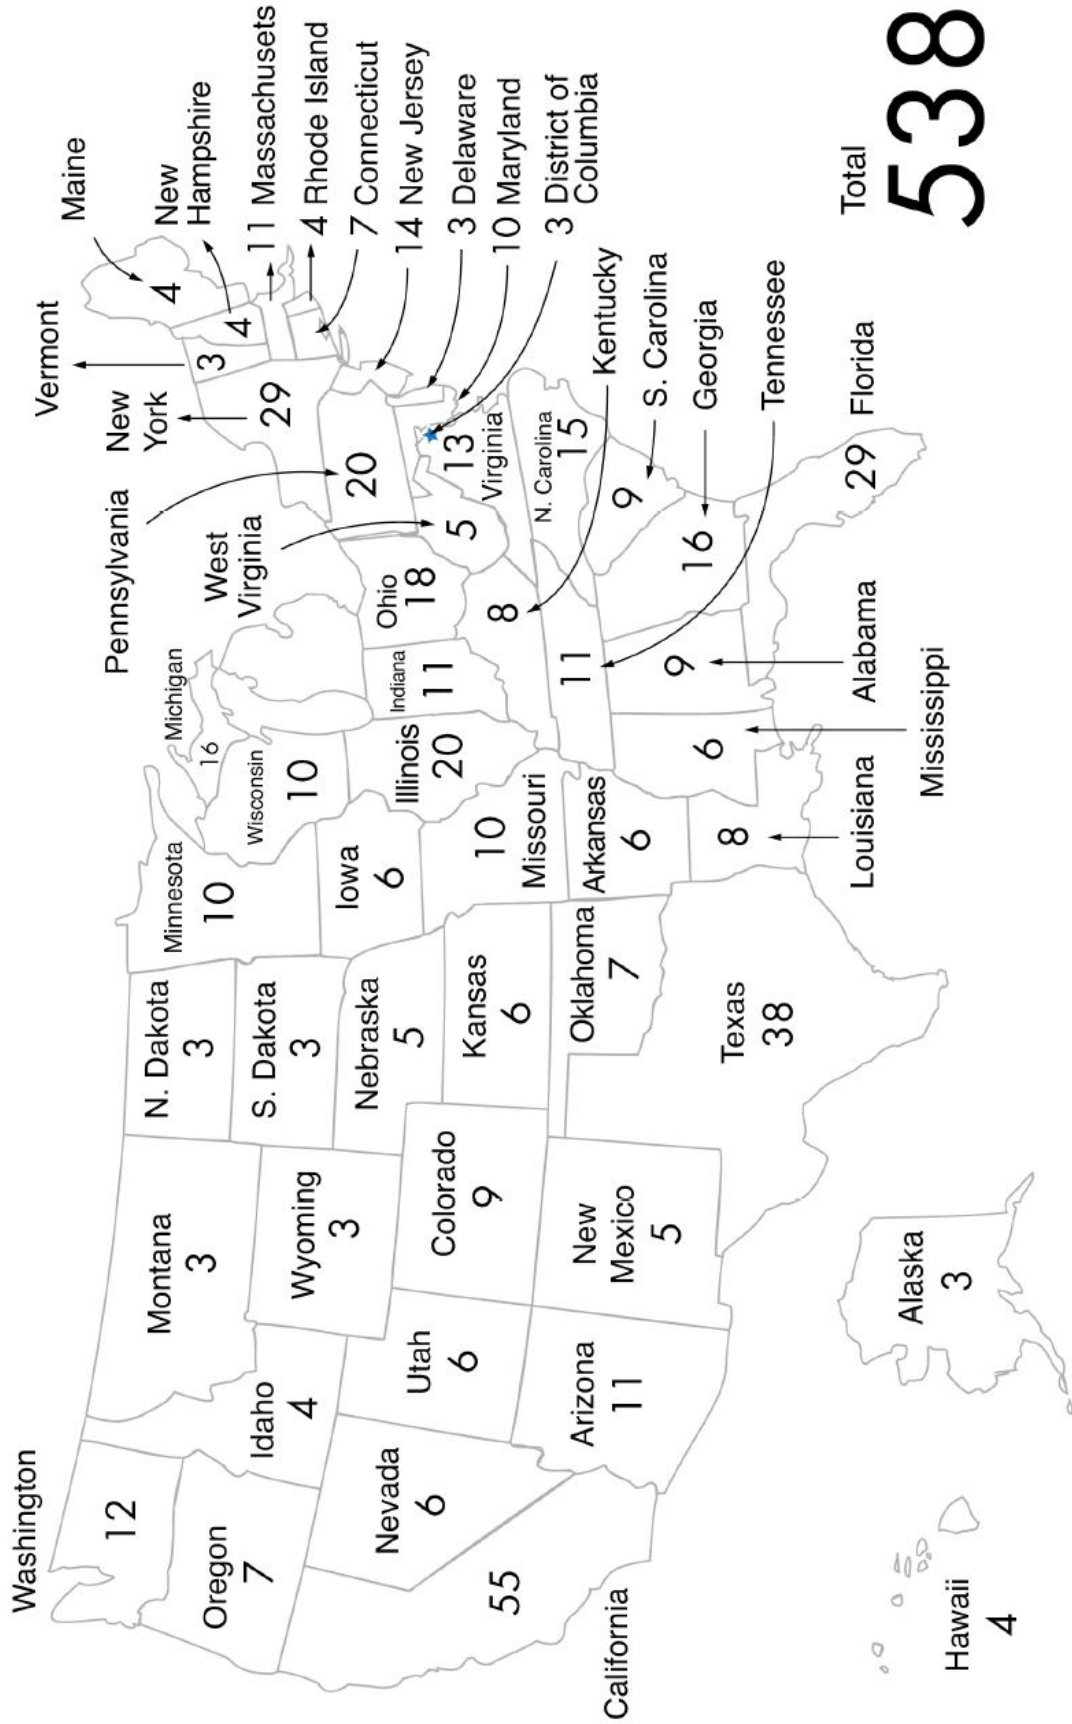 Washington
12
Oregon
7
California
55
Nevada
6
Idaho
4
Montana
3
Wyoming
3
Utah
6
Arizona
11
Colorado
9
New
Mexico
5
N. Dakota
3
S. Dakota
3
Nebraska
5
Kansas
6
Oklahoma
7
Texas
38
Minnesota
10
Iowa
6
Missouri
10
Arkansas
6
Louisiana
8
Wisconsin
10
Michigan
16
Illinois
20
Indiana
11
Ohio
18
Kentucky
8
Tennessee
11
Mississippi
6
Alabama
9
Georgia
16
Florida
29
S. Carolina
9
N. Carolina
15
Virginia
13
West
Virginia
5
Pennsylvania
20
New
York
29
Vermont
3
New
Hampshire
4
Maine
4
11 Massachusets
4 Rhode Island
7 Connecticut
14 New Jersey
3 Delaware
10 Maryland
3 District of
Columbia
Alaska
3
Hawaii
4
Total
538